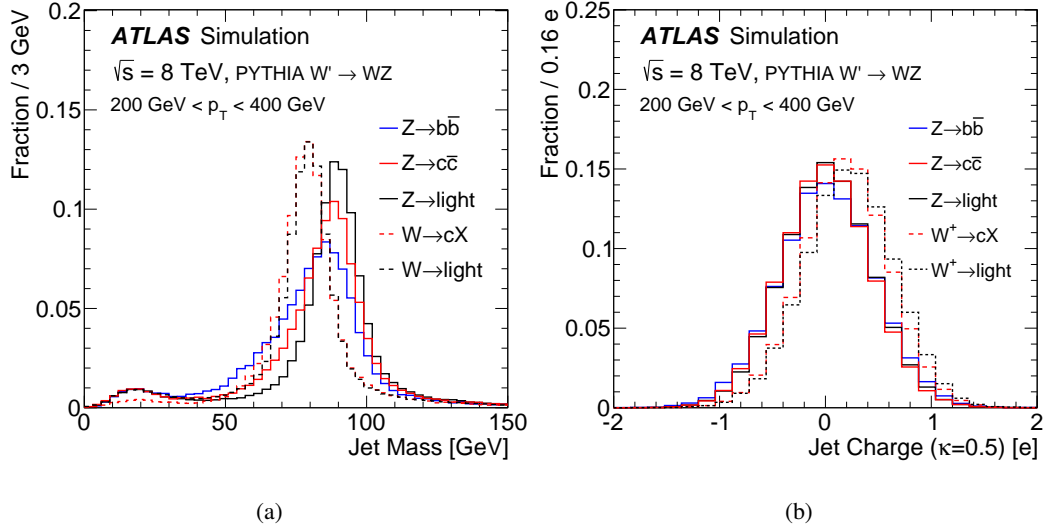 Fraction / 3 GeV
0.2
0.15
0.1
0.05
0
ATLAS Simulation
√s = 8 TeV, PYTHIA W' → WZ
200 GeV < p_T < 400 GeV
Z→bb̄
Z→cc̄
Z→light
W→cX
W→light
0 50 100 150
Jet Mass [GeV]
(a)
Fraction / 0.16 e
0.25
0.2
0.15
0.1
0.05
0
ATLAS Simulation
√s = 8 TeV, PYTHIA W' → WZ
200 GeV < p_T < 400 GeV
Z→bb̄
Z→cc̄
Z→light
W⁺→cX
W⁺→light
-2 -1 0 1 2
Jet Charge (κ=0.5) [e]
(b)